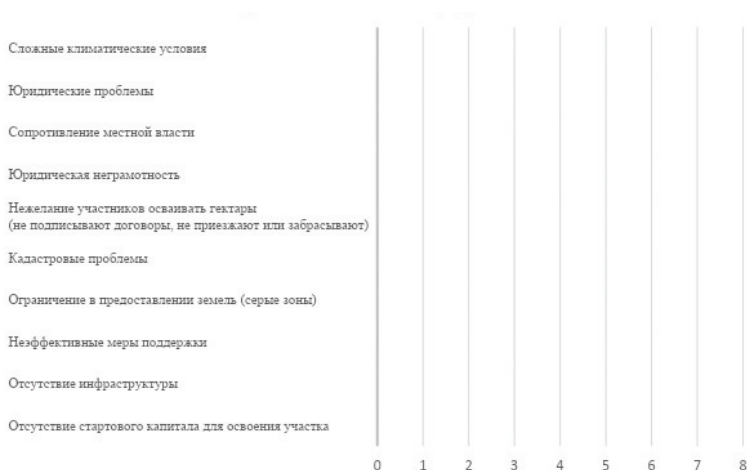 Сложные климатические условия
Юридические проблемы
Сопротивление местной власти
Юридическая неграмотность
Нежелание участников осваивать гектары
(не подписывают договоры, не приезжают или забрасывают)
Кадастровые проблемы
Ограничение в предоставлении земель (серые зоны)
Неэффективные меры поддержки
Отсутствие инфраструктуры
Отсутствие стартового капитала для освоения участка
0 1 2 3 4 5 6 7 8